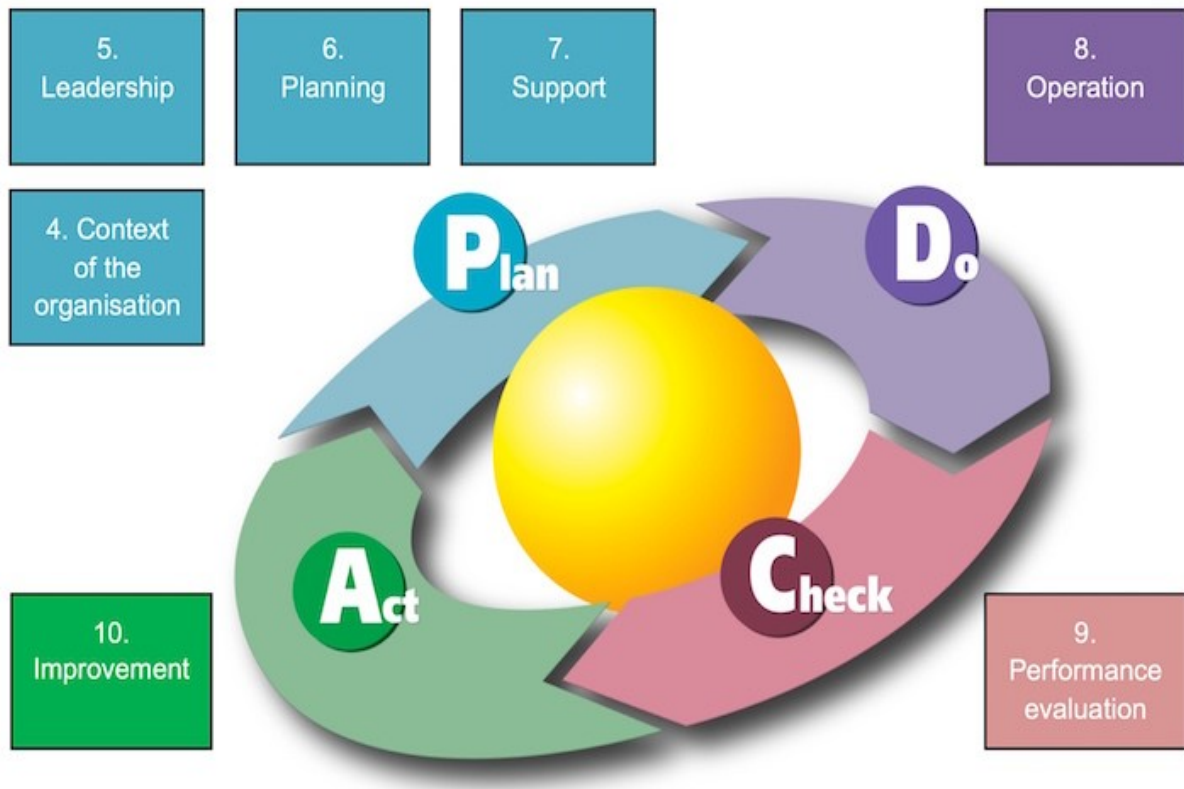 5.
Leadership
6.
Planning
7.
Support
8.
Operation
4. Context
of the
organisation
Plan
Do
Act
Check
10.
Improvement
9.
Performance
evaluation